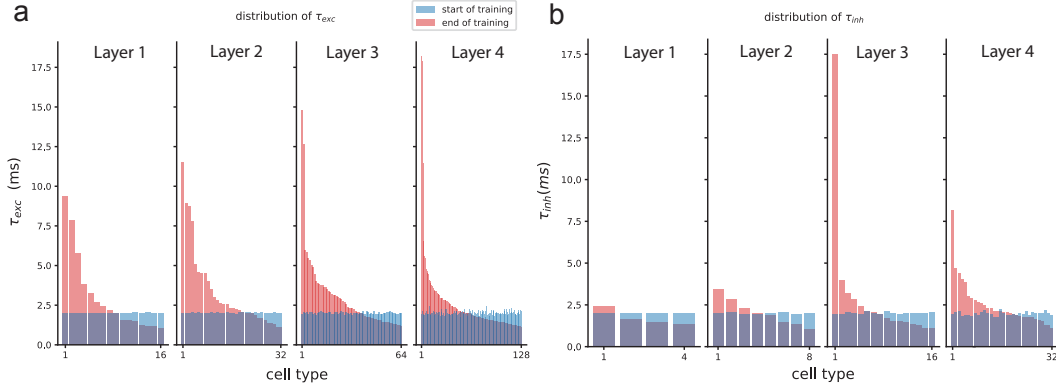 a
distribution of τexc
start of training
end of training
Layer 1
Layer 2
Layer 3
Layer 4
τexc (ms)
17,5
15,0
12,5
10,0
7,5
5,0
2,5
0,0
1 16
1 32
1 64
1 128
cell type
b
distribution of τinh
Layer 1
Layer 2
Layer 3
Layer 4
τinh(ms)
17,5
15,0
12,5
10,0
7,5
5,0
2,5
0,0
1 4
1 8
1 16
1 32
cell type